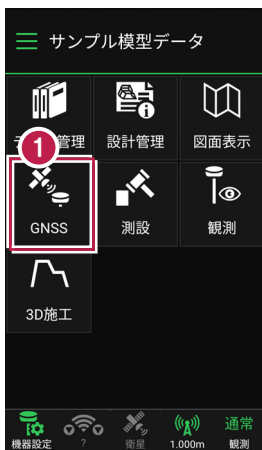 サンプル模型データ
管理 設計管理 図面表示
1
GNSS 測設 観測
3D施工
通常
機器設定 ? 衛星 1.000m 観測